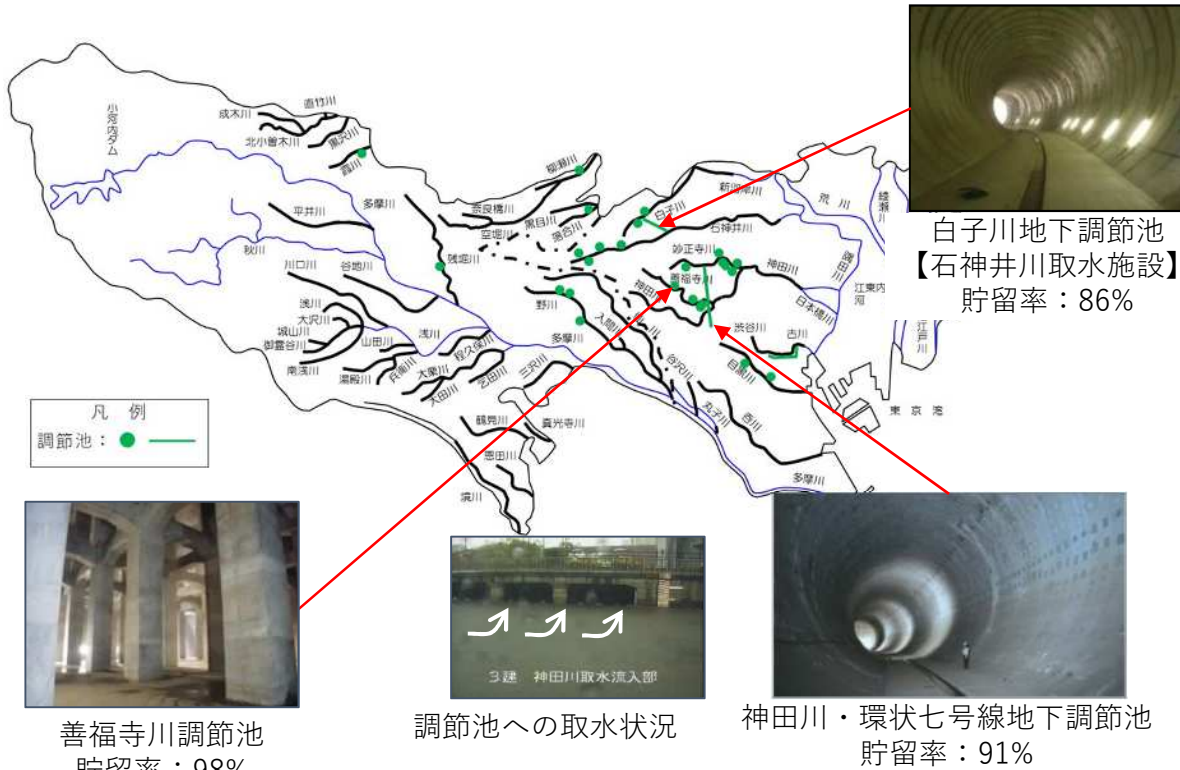 白子川地下調節池
【石神井川取水施設】
貯留率：86%
小河内ダム
成木川
直竹川
北小曽木川
黒沢川
霞川
多摩川
平井川
秋川
川口川
谷地川
浅川
大沢川
城山川
御霊谷川
南浅川
山田川
湯殿川
兵衛川
浅川
程久保川
大栗川
大田川
乞田川
三沢川
鶴見川
真光寺川
恩田川
境川
残堀川
空堀川
奈良橋川
柳瀬川
黒目川
落合川
白子川
新河岸川
石神井川
荒川
綾瀬川
隅田川
江東内
河
江戸川
妙正寺川
善福寺川
神田川
神田川
日本橋川
渋谷川
古川
目黒川
野川
入間川
多摩川
谷沢川
丸子川
呑川
多摩川
東京湾
凡 例
調節池：
3建 神田川取水流入部
善福寺川調節池
貯留率：98%
調節池への取水状況
神田川・環状七号線地下調節池
貯留率：91%